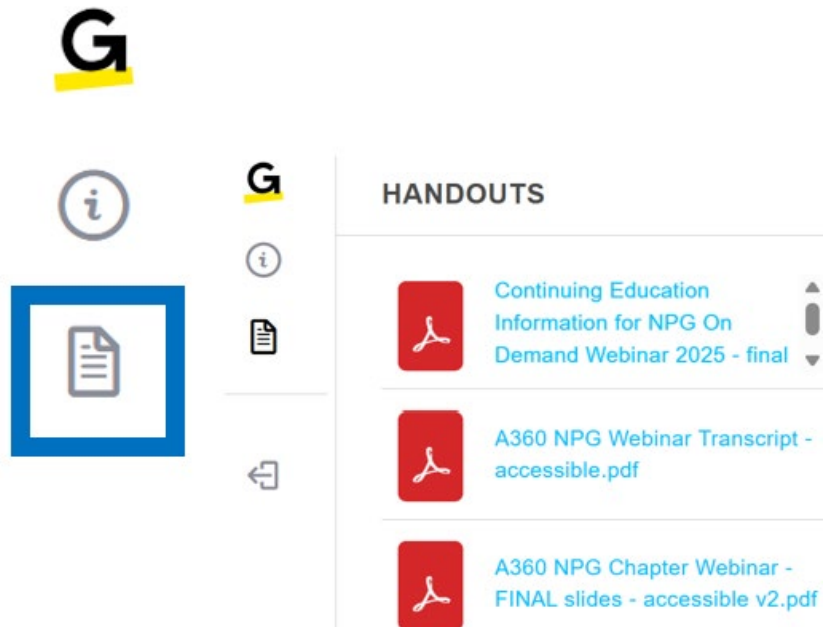 G
G
HANDOUTS
Continuing Education
Information for NPG On
Demand Webinar 2025 - final
A360 NPG Webinar Transcript -
accessible.pdf
A360 NPG Chapter Webinar -
FINAL slides - accessible v2.pdf